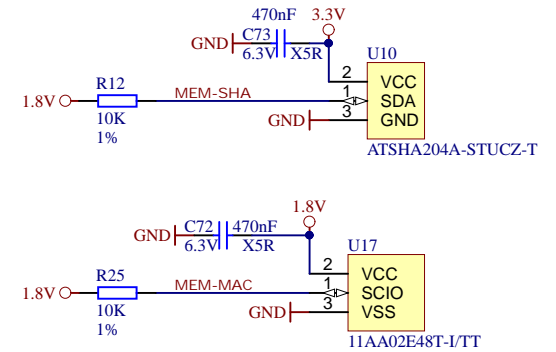 470nF
3.3V
C73
GND
6.3V X5R
U10
R12
2 VCC
1.8V MEM-SHA 1 SDA
10K GND 3 GND
1%
ATSHA204A-STUCZ-T
1.8V
C72 470nF
GND
6.3V X5R
U17
R25
2 VCC
1.8V MEM-MAC 1 SCIO
10K GND 3 VSS
1%
11AA02E48T-I/TT